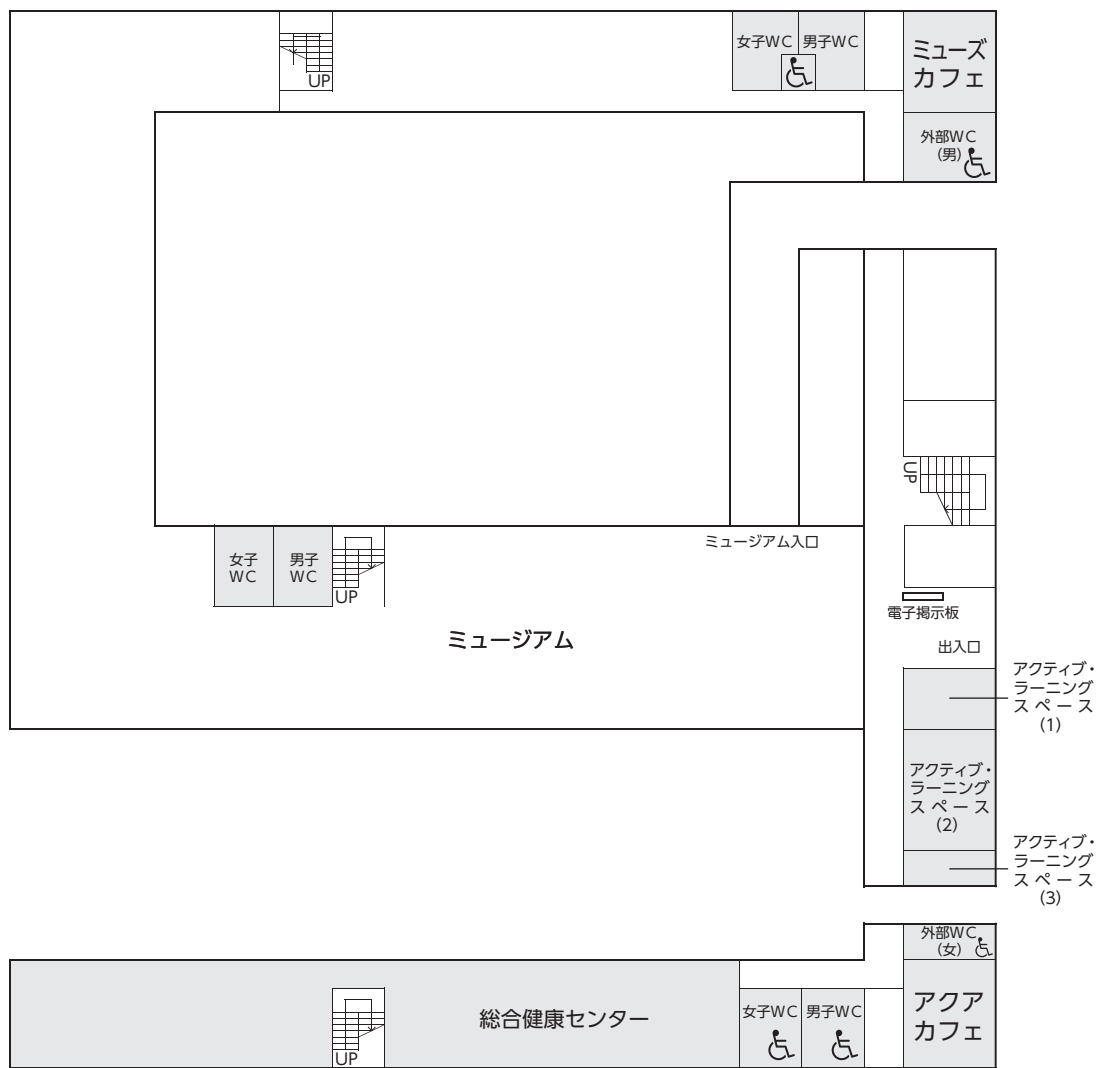 UP
女子WC
男子WC
ミューズ
カフェ
外部WC
(男)
UP
ミュージアム入口
女子
WC
男子
WC
UP
電子掲示板
ミュージアム
出入口
アクティブ・
ラーニング
スペース
(1)
アクティブ・
ラーニング
スペース
(2)
アクティブ・
ラーニング
スペース
(3)
外部WC
(女)
総合健康センター
女子WC
男子WC
アクア
カフェ
UP